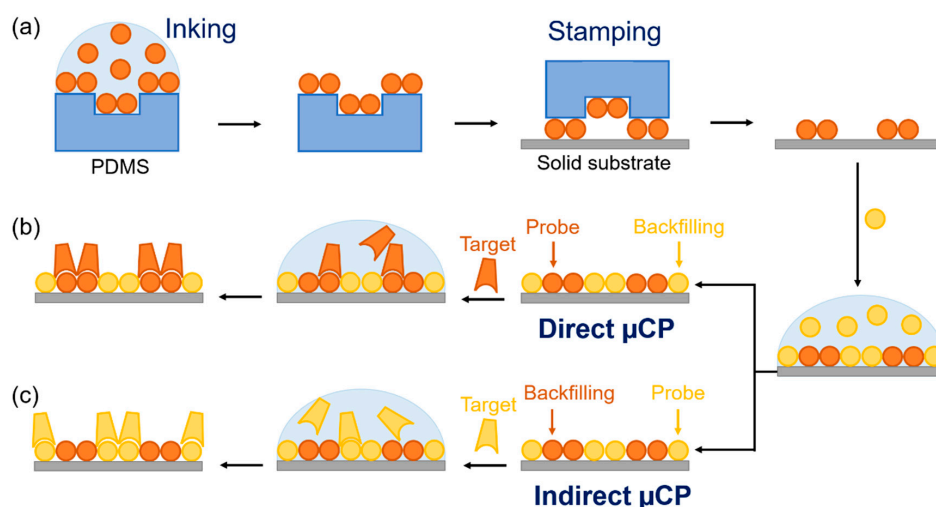 (a)
Inking
Stamping
PDMS
Solid substrate
(b)
Target
Probe
Backfilling
Direct μCP
(c)
Target
Backfilling
Probe
Indirect μCP